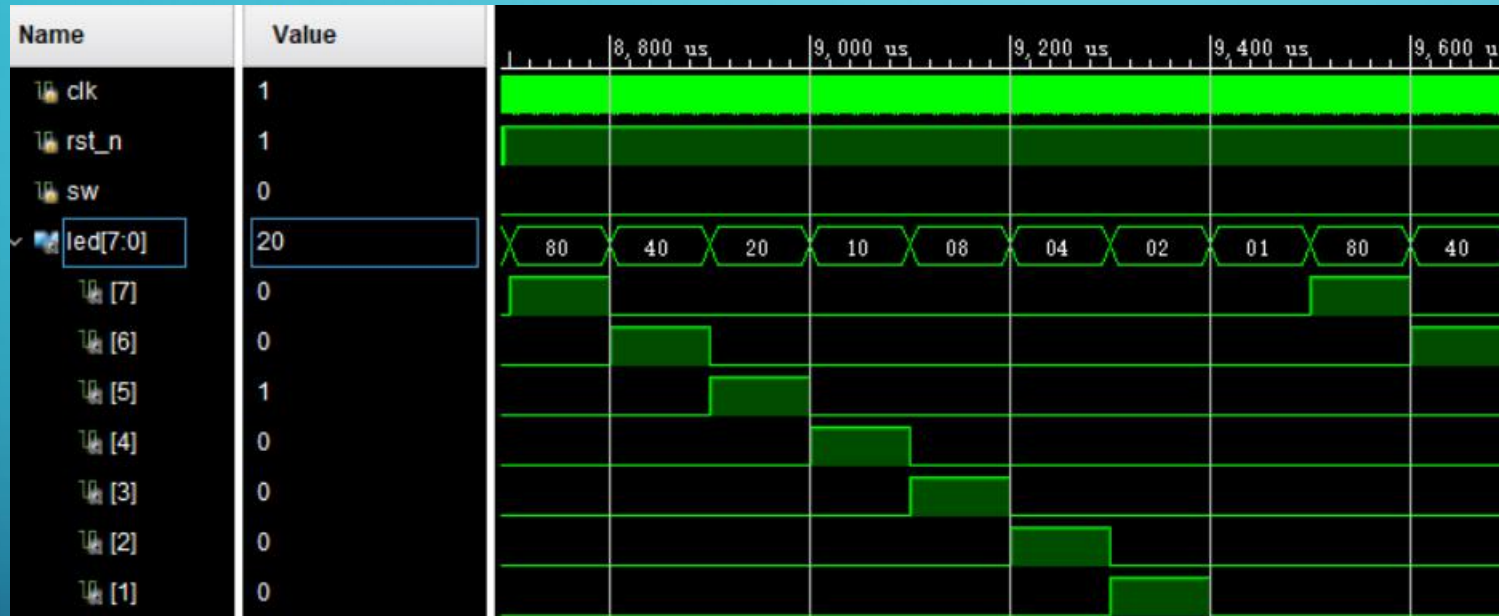 Name Value
8,800 us 9,000 us 9,200 us 9,400 us 9,600 u
clk 1
rst_n 1
sw 0
led[7:0] 20 80 40 20 10 08 04 02 01 80 40
[7] 0
[6] 0
[5] 1
[4] 0
[3] 0
[2] 0
[1] 0